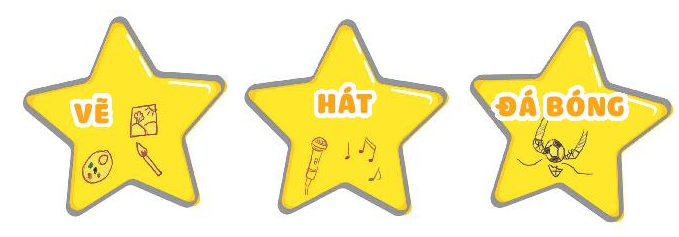 VẼ
HÁT
ĐÁ BÓNG